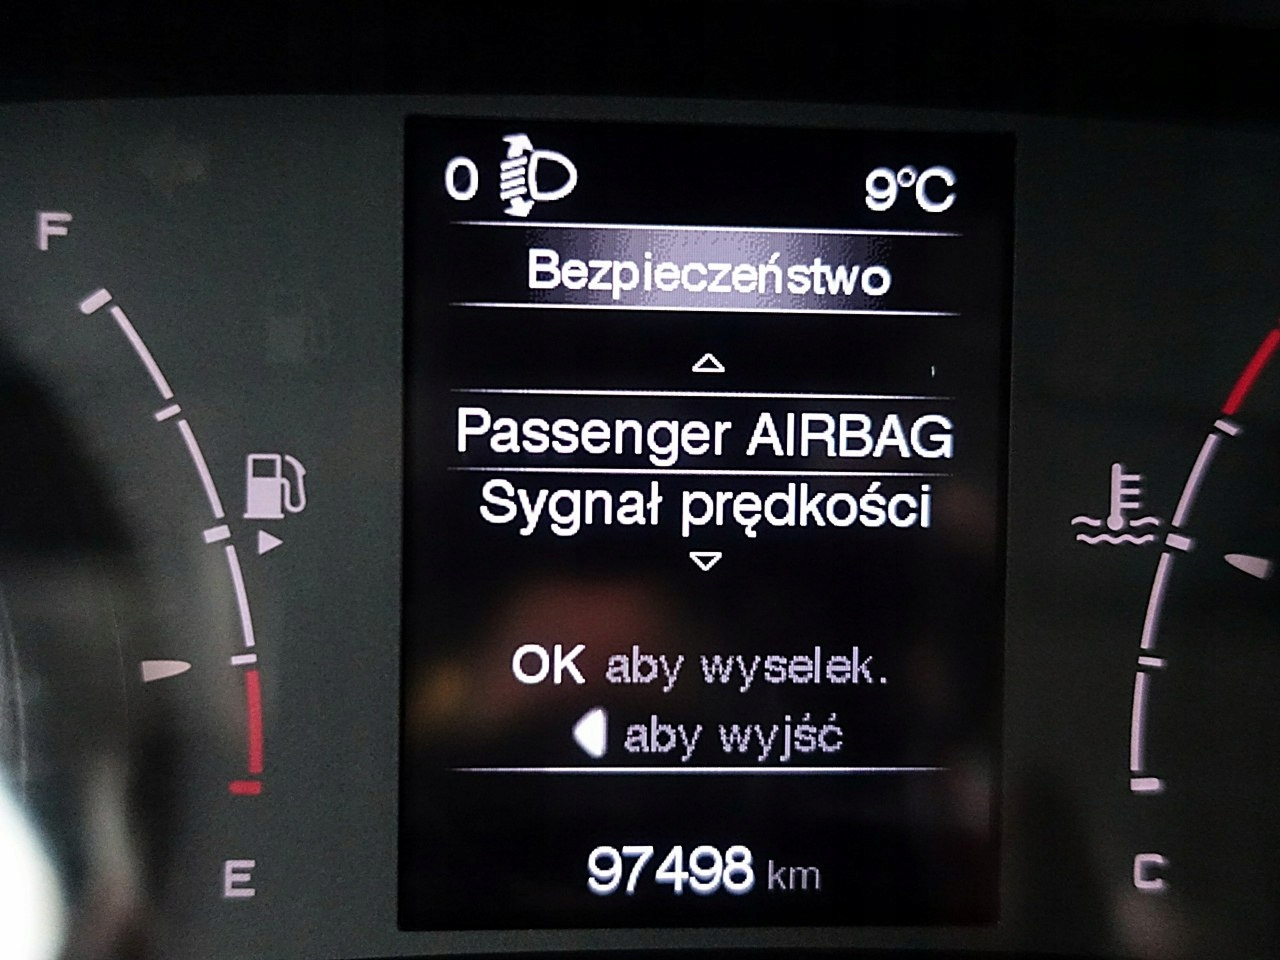 0 9°C
F
Bezpieczeństwo
Passenger AIRBAG
Sygnał prędkości
OK aby wyselek.
aby wyjść
E 97498 km C